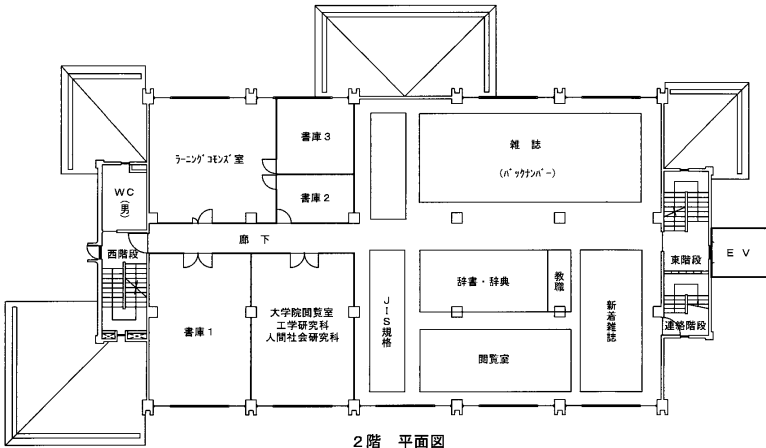 書庫3
ﾗｰﾆﾝｸﾞｺﾓﾝｽﾞ室
雑 誌
(ﾊﾞｯｸﾅﾝﾊﾞｰ)
WC
(男)
書庫2
廊 下
西階段
東階段
EV
辞書・辞典
教職
JIS規格
新着雑誌
大学院閲覧室
工学研究科
人間社会研究科
書庫1
連絡階段
閲覧室
2階 平面図